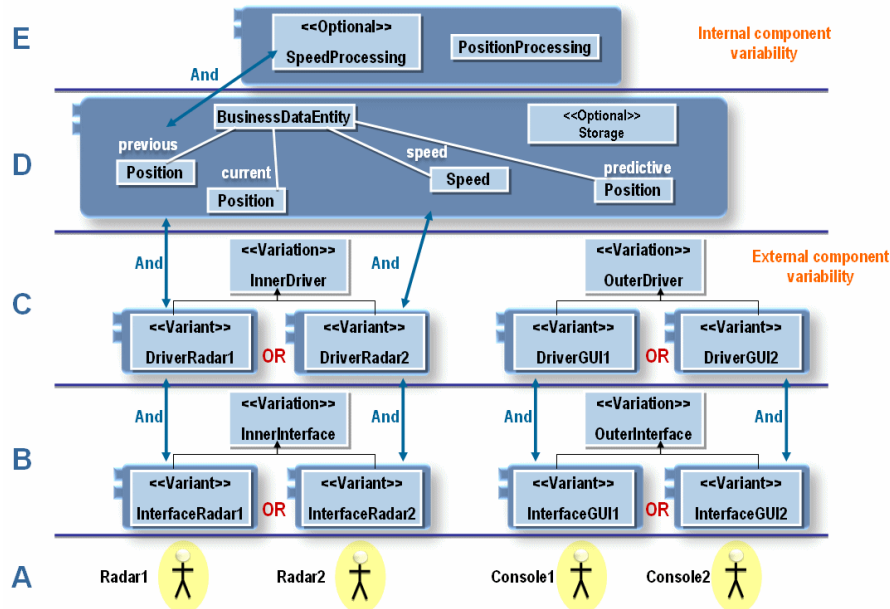 E
<<Optional>>
SpeedProcessing
PositionProcessing
Internal component
variability
And
D
BusinessDataEntity
<<Optional>>
Storage
previous
Position
current
Position
speed
Speed
predictive
Position
External component
variability
C
And
<<Variation>>
InnerDriver
And
<<Variation>>
OuterDriver
<<Variant>>
DriverRadar1
OR
<<Variant>>
DriverRadar2
<<Variant>>
DriverGUI1
OR
<<Variant>>
DriverGUI2
B
And
<<Variation>>
InnerInterface
And
And
<<Variation>>
OuterInterface
And
<<Variant>>
InterfaceRadar1
OR
<<Variant>>
InterfaceRadar2
<<Variant>>
InterfaceGUI1
OR
<<Variant>>
InterfaceGUI2
A
Radar1
Radar2
Console1
Console2